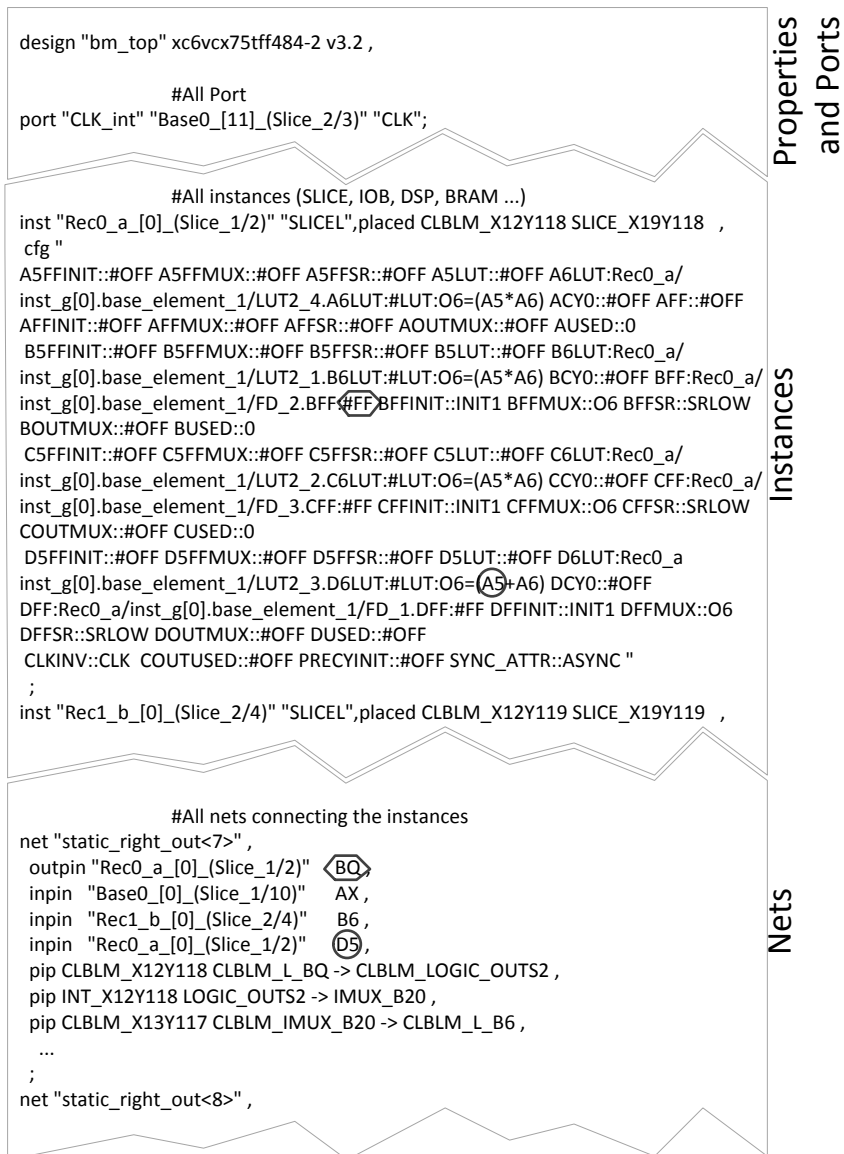 design "bm_top" xc6vcx75tff484-2 v3.2 ,
#All Port
port "CLK_int" "Base0_[11]_(Slice_2/3)" "CLK";
Properties
and Ports
#All instances (SLICE, IOB, DSP, BRAM ...)
inst "Rec0_a_[0]_(Slice_1/2)" "SLICEL",placed CLBLM_X12Y118 SLICE_X19Y118 ,
cfg "
A5FFINIT::#OFF A5FFMUX::#OFF A5FFSR::#OFF A5LUT::#OFF A6LUT:Rec0_a/
inst_g[0].base_element_1/LUT2_4.A6LUT:#LUT:O6=(A5*A6) ACY0::#OFF AFF::#OFF
AFFINIT::#OFF AFFMUX::#OFF AFFSR::#OFF AOUTMUX::#OFF AUSED::0
B5FFINIT::#OFF B5FFMUX::#OFF B5FFSR::#OFF B5LUT::#OFF B6LUT:Rec0_a/
inst_g[0].base_element_1/LUT2_1.B6LUT:#LUT:O6=(A5*A6) BCY0::#OFF BFF:Rec0_a/
inst_g[0].base_element_1/FD_2.BFF:#FF BFFINIT::INIT1 BFFMUX::O6 BFFSR::SRLOW
BOUTMUX::#OFF BUSED::0
C5FFINIT::#OFF C5FFMUX::#OFF C5FFSR::#OFF C5LUT::#OFF C6LUT:Rec0_a/
inst_g[0].base_element_1/LUT2_2.C6LUT:#LUT:O6=(A5*A6) CCY0::#OFF CFF:Rec0_a/
inst_g[0].base_element_1/FD_3.CFF:#FF CFFINIT::INIT1 CFFMUX::O6 CFFSR::SRLOW
COUTMUX::#OFF CUSED::0
D5FFINIT::#OFF D5FFMUX::#OFF D5FFSR::#OFF D5LUT::#OFF D6LUT:Rec0_a
inst_g[0].base_element_1/LUT2_3.D6LUT:#LUT:O6=(A5+A6) DCY0::#OFF
DFF:Rec0_a/inst_g[0].base_element_1/FD_1.DFF:#FF DFFINIT::INIT1 DFFMUX::O6
DFFSR::SRLOW DOUTMUX::#OFF DUSED::#OFF
CLKINV::CLK COUTUSED::#OFF PRECYINIT::#OFF SYNC_ATTR::ASYNC "
;
inst "Rec1_b_[0]_(Slice_2/4)" "SLICEL",placed CLBLM_X12Y119 SLICE_X19Y119 ,
Instances
#All nets connecting the instances
net "static_right_out<7>" ,
outpin "Rec0_a_[0]_(Slice_1/2)" BQ,
inpin "Base0_[0]_(Slice_1/10)" AX ,
inpin "Rec1_b_[0]_(Slice_2/4)" B6 ,
inpin "Rec0_a_[0]_(Slice_1/2)" D5 ,
pip CLBLM_X12Y118 CLBLM_L_BQ -> CLBLM_LOGIC_OUTS2 ,
pip INT_X12Y118 LOGIC_OUTS2 -> IMUX_B20 ,
pip CLBLM_X13Y117 CLBLM_IMUX_B20 -> CLBLM_L_B6 ,
...
;
net "static_right_out<8>" ,
Nets